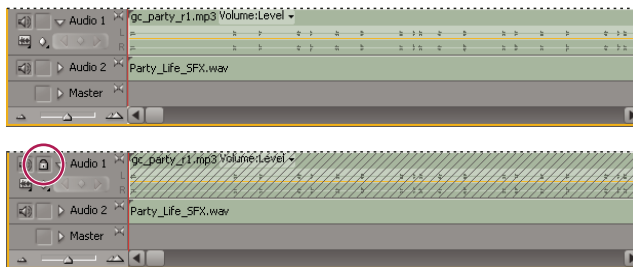 Audio 1 gc_party_r1.mp3 Volume:Level
L
R
Audio 2 Party_Life_SFX.wav
Master
Audio 1 gc_party_r1.mp3 Volume:Level
R
Audio 2 Party_Life_SFX.wav
Master